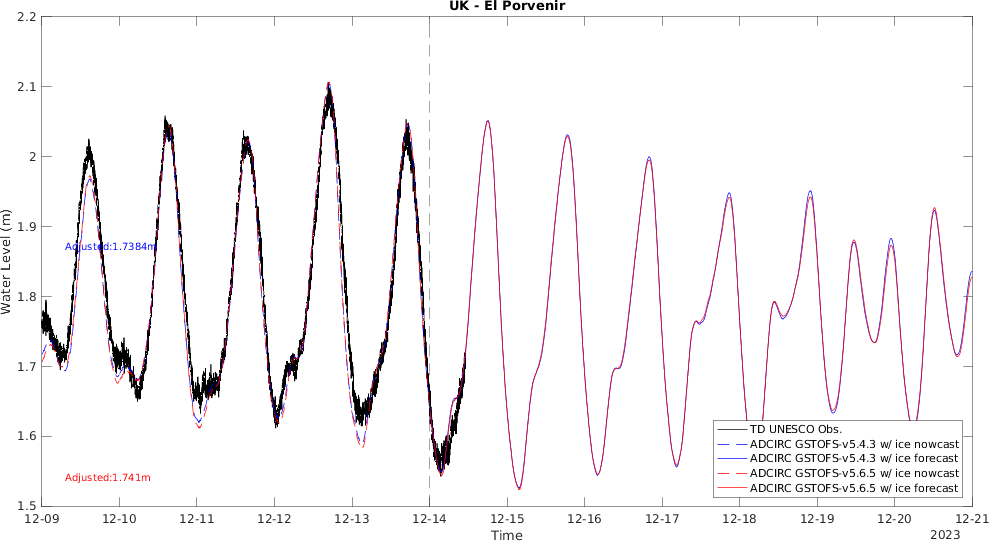 UK - El Porvenir
2.2
2.1
2
1.9
1.8
1.7
1.6
1.5
Water Level (m)
Adjusted:1.7384m
Adjusted:1.741m
TD UNESCO Obs.
ADCIRC GSTOFS-v5.4.3 w/ ice nowcast
ADCIRC GSTOFS-v5.4.3 w/ ice forecast
ADCIRC GSTOFS-v5.6.5 w/ ice nowcast
ADCIRC GSTOFS-v5.6.5 w/ ice forecast
12-09 12-10 12-11 12-12 12-13 12-14 12-15 12-16 12-17 12-18 12-19 12-20 12-21
Time
2023